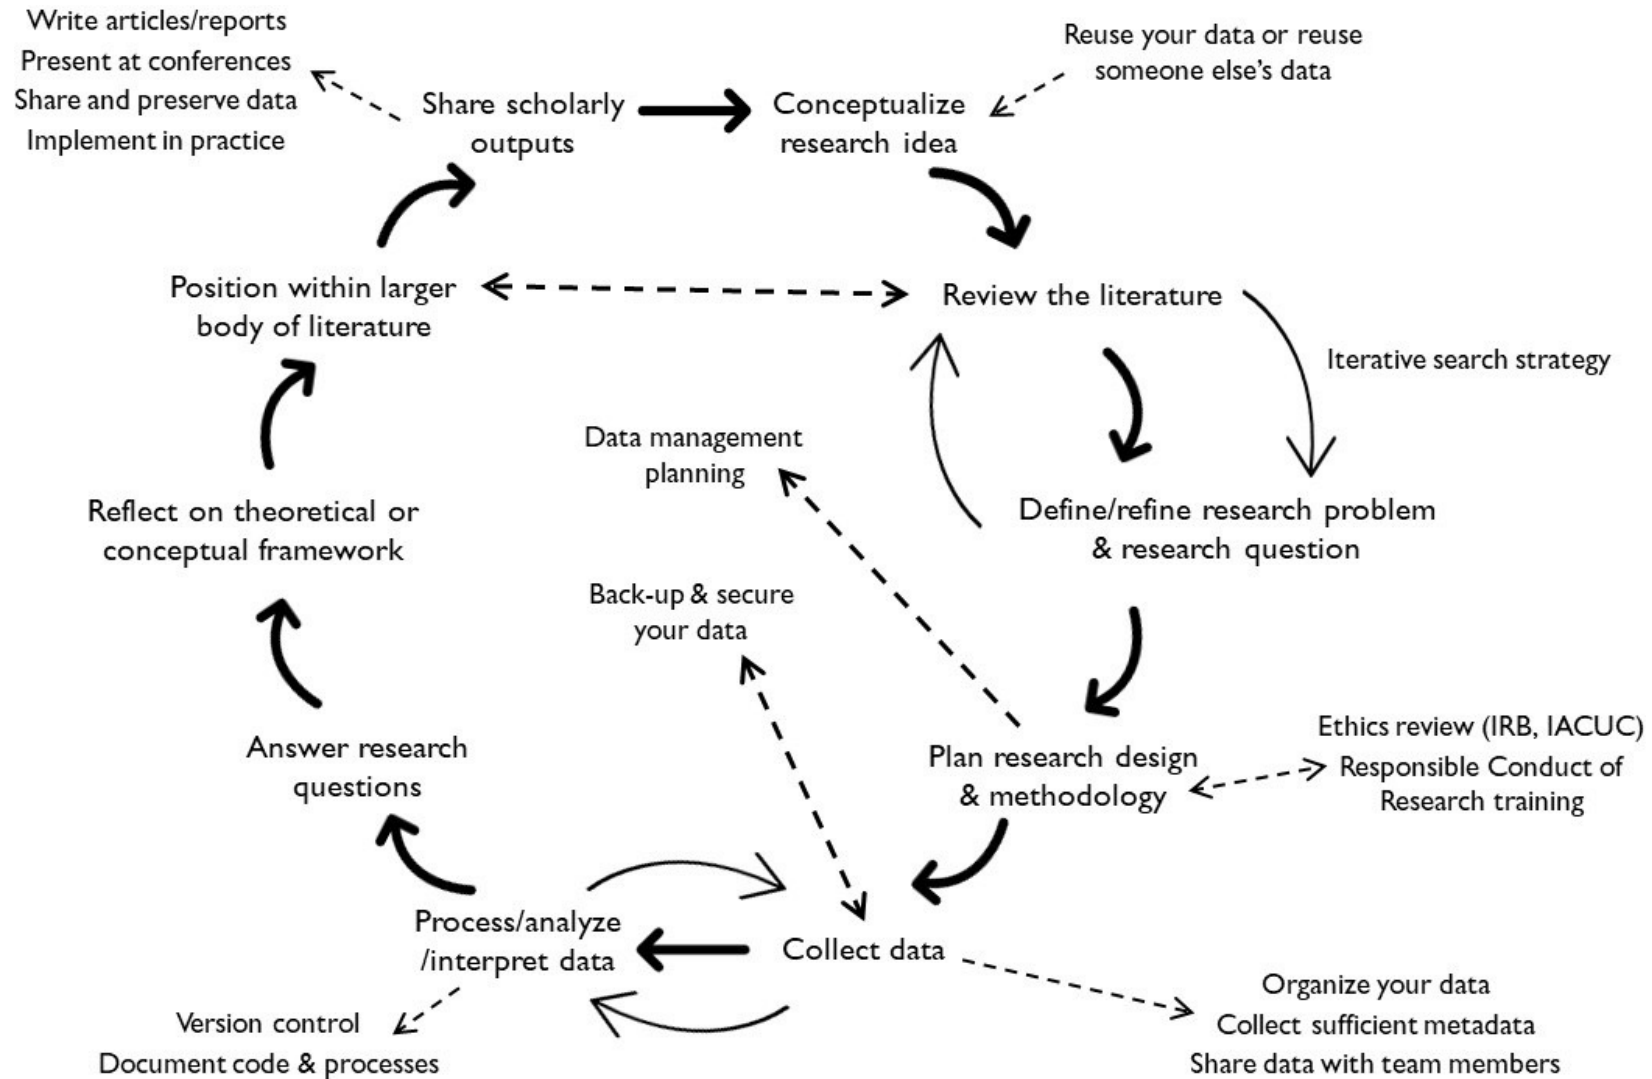 Write articles/reports
Present at conferences
Share and preserve data
Implement in practice
Share scholarly
outputs
Conceptualize
research idea
Reuse your data or reuse
someone else's data
Position within larger
body of literature
Review the literature
Iterative search strategy
Data management
planning
Reflect on theoretical or
conceptual framework
Define/refine research problem
& research question
Back-up & secure
your data
Answer research
questions
Plan research design
& methodology
Ethics review (IRB, IACUC)
Responsible Conduct of
Research training
Process/analyze
/interpret data
Collect data
Version control
Document code & processes
Organize your data
Collect sufficient metadata
Share data with team members